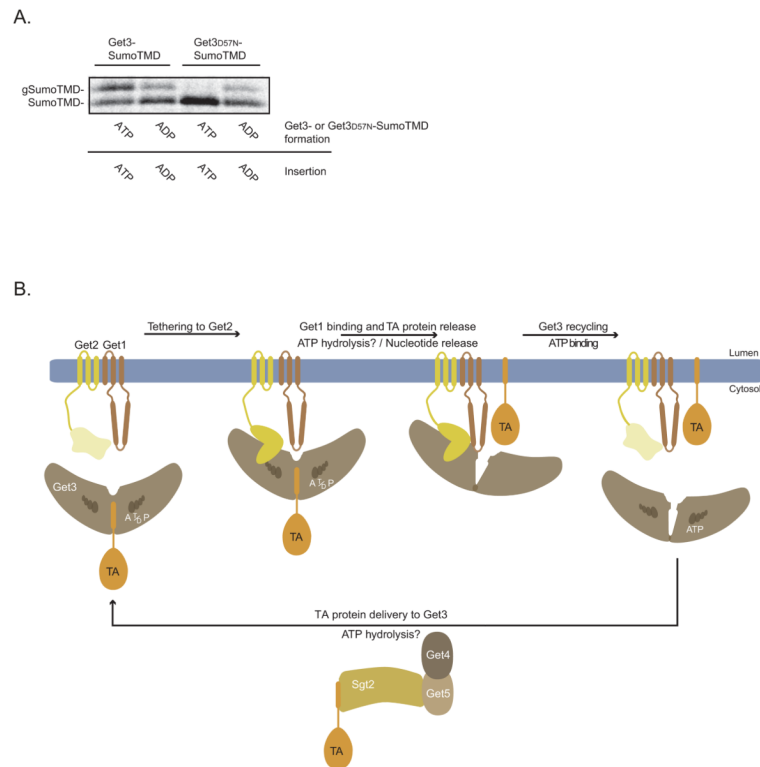 A.
Get3- Get3D57N-
SumoTMD SumoTMD
gSumoTMD-
SumoTMD-
ATP ADP ATP ADP Get3- or Get3D57N-SumoTMD
formation
ATP ADP ATP ADP Insertion
B.
Tethering to Get2 Get1 binding and TA protein release Get3 recycling
ATP hydrolysis? / Nucleotide release ATP binding
Get2 Get1
Lumen
Cytosol
TA TA
Get3
ATDP ATDP
ATP
TA TA
TA protein delivery to Get3
ATP hydrolysis?
Get4
Sgt2
Get5
TA